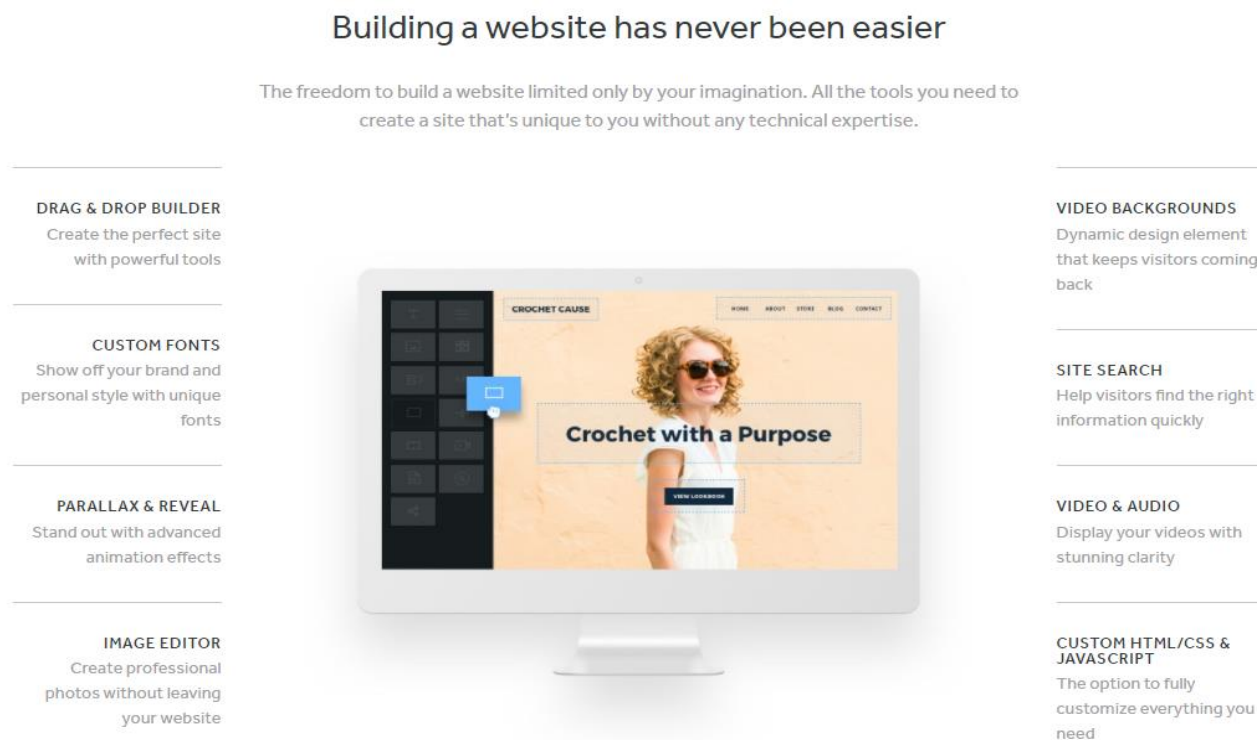 Building a website has never been easier
The freedom to build a website limited only by your imagination. All the tools you need to
create a site that's unique to you without any technical expertise.
DRAG & DROP BUILDER
Create the perfect site
with powerful tools
CUSTOM FONTS
Show off your brand and
personal style with unique
fonts
PARALLAX & REVEAL
Stand out with advanced
animation effects
IMAGE EDITOR
Create professional
photos without leaving
your website
CROCHET CAUSE
HOME ABOUT STORE BLOG CONTACT
Crochet with a Purpose
VIEW LOOKBOOK
VIDEO BACKGROUNDS
Dynamic design element
that keeps visitors coming
back
SITE SEARCH
Help visitors find the right
information quickly
VIDEO & AUDIO
Display your videos with
stunning clarity
CUSTOM HTML/CSS &
JAVASCRIPT
The option to fully
customize everything you
need